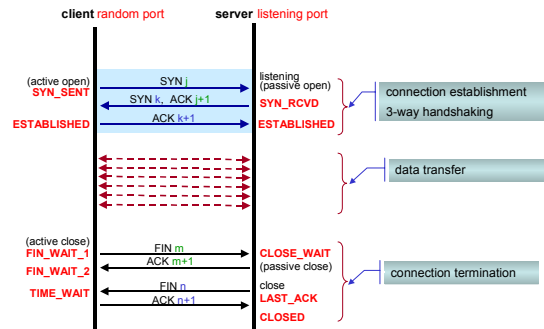 client random port
server listening port
(active open)
SYN_SENT
SYN j
listening
(passive open)
SYN k, ACK j+1
SYN_RCVD
ESTABLISHED
ACK k+1
ESTABLISHED
connection establishment
3-way handshaking
data transfer
(active close)
FIN_WAIT_1
FIN m
CLOSE_WAIT
ACK m+1
(passive close)
FIN_WAIT_2
connection termination
TIME_WAIT
FIN n
close
LAST_ACK
ACK n+1
CLOSED